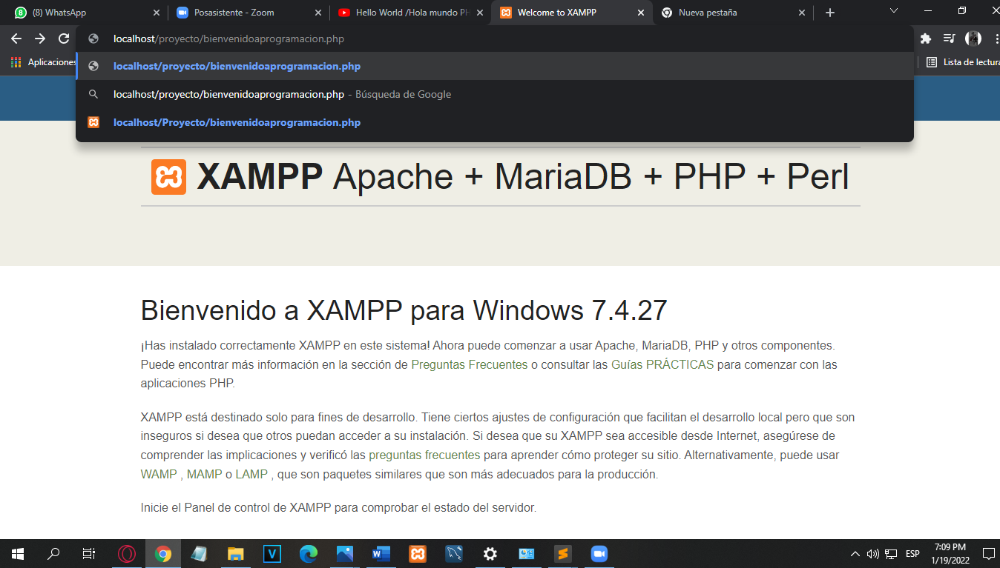 (8) WhatsApp
Posasistente - Zoom
Hello World /Hola mundo PH
Welcome to XAMPP
Nueva pestaña
localhost/proyecto/bienvenidoaprogramacion.php
Aplicaciones
localhost/proyecto/bienvenidoaprogramacion.php
Lista de lectura
localhost/proyecto/bienvenidoaprogramacion.php - Búsqueda de Google
localhost/Proyecto/bienvenidoaprogramacion.php
XAMPP Apache + MariaDB + PHP + Perl
Bienvenido a XAMPP para Windows 7.4.27
¡Has instalado correctamente XAMPP en este sistema! Ahora puede comenzar a usar Apache, MariaDB, PHP y otros componentes.
Puede encontrar más información en la sección de Preguntas Frecuentes o consultar las Guías PRÁCTICAS para comenzar con las
aplicaciones PHP.
XAMPP está destinado solo para fines de desarrollo. Tiene ciertos ajustes de configuración que facilitan el desarrollo local pero que son
inseguros si desea que otros puedan acceder a su instalación. Si desea que su XAMPP sea accesible desde Internet, asegúrese de
comprender las implicaciones y verificó las preguntas frecuentes para aprender cómo proteger su sitio. Alternativamente, puede usar
WAMP , MAMP o LAMP , que son paquetes similares que son más adecuados para la producción.
Inicie el Panel de control de XAMPP para comprobar el estado del servidor.
ESP
7:09 PM
1/19/2022